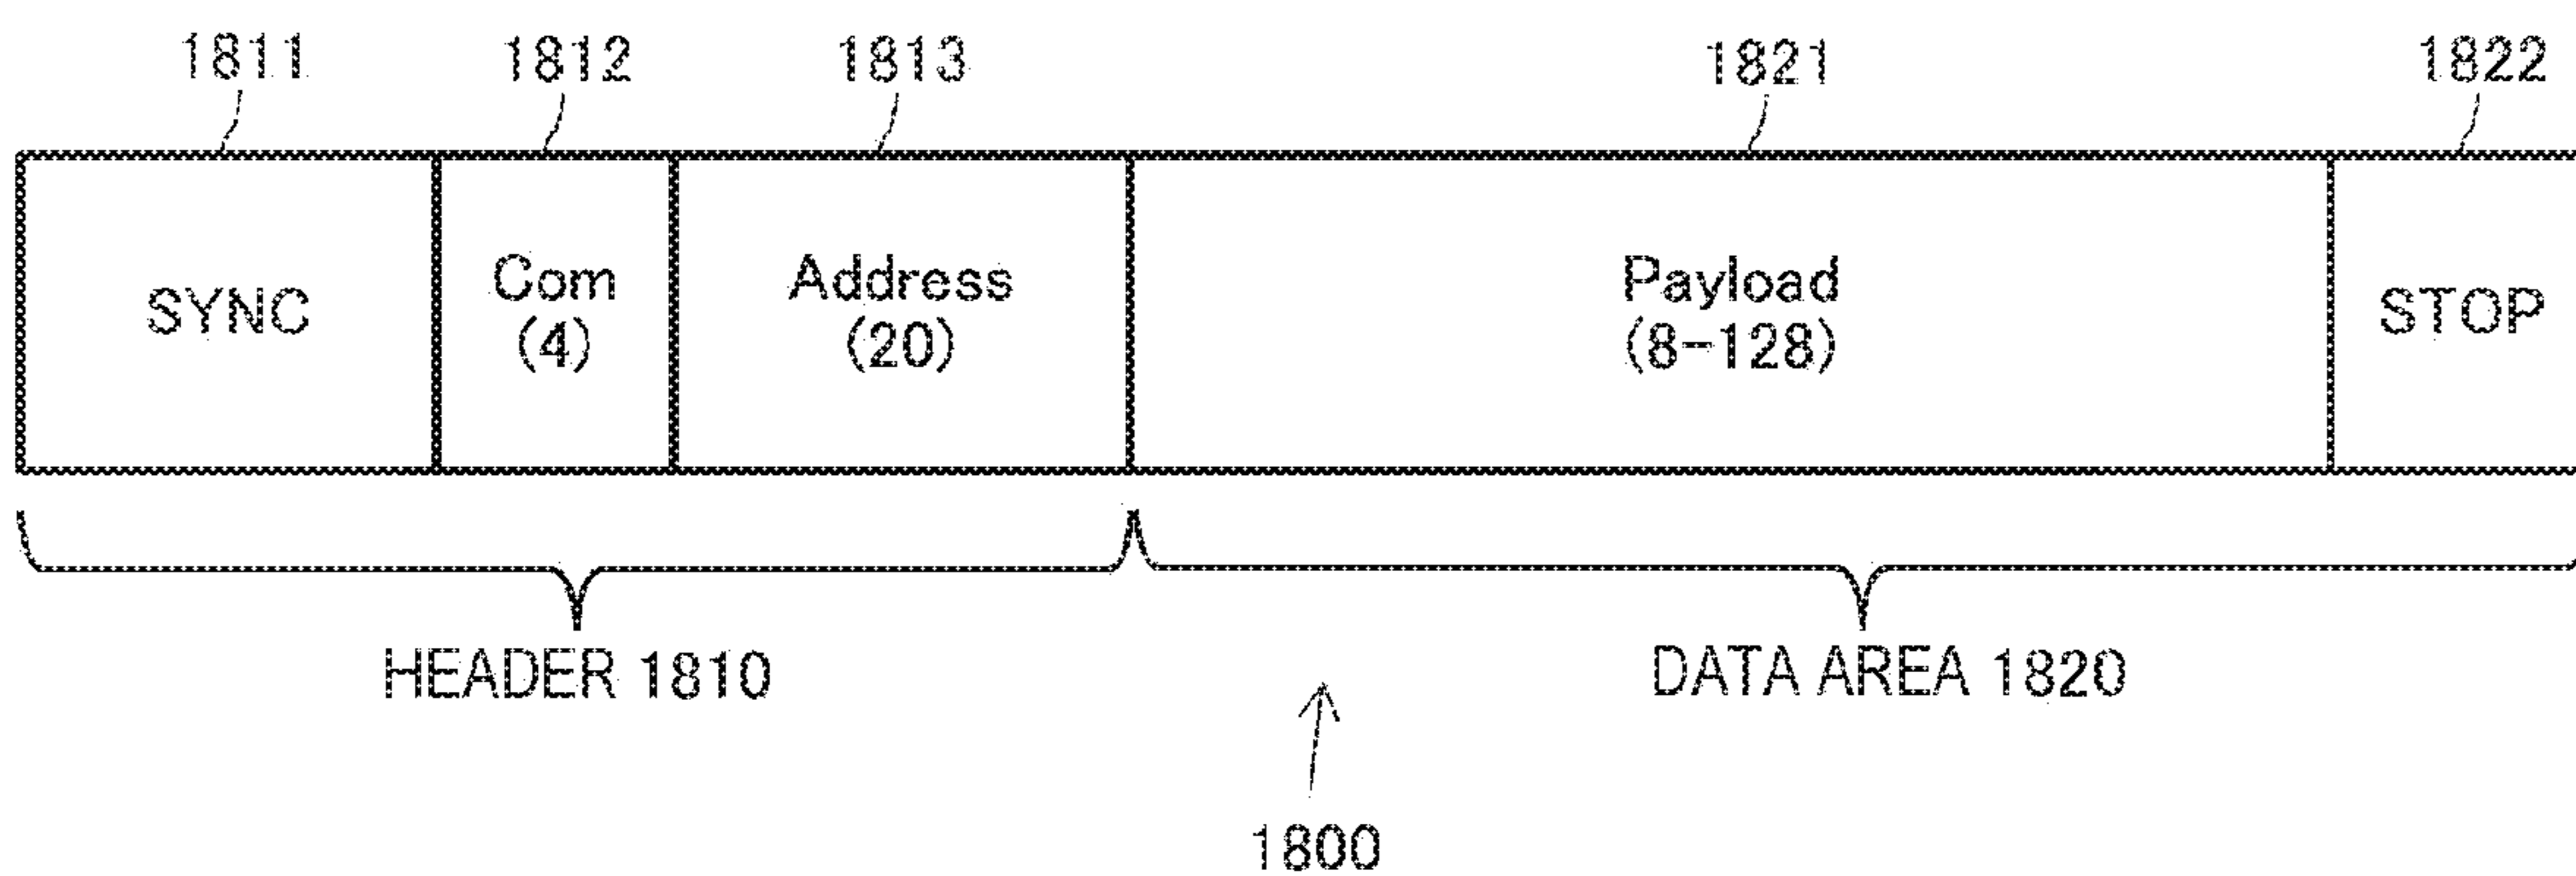 1811 1812 1813 1821 1822
SYNC
Com
(4)
Address
(20)
Payload
(8-128)
STOP
HEADER 1810
DATA AREA 1820
1800